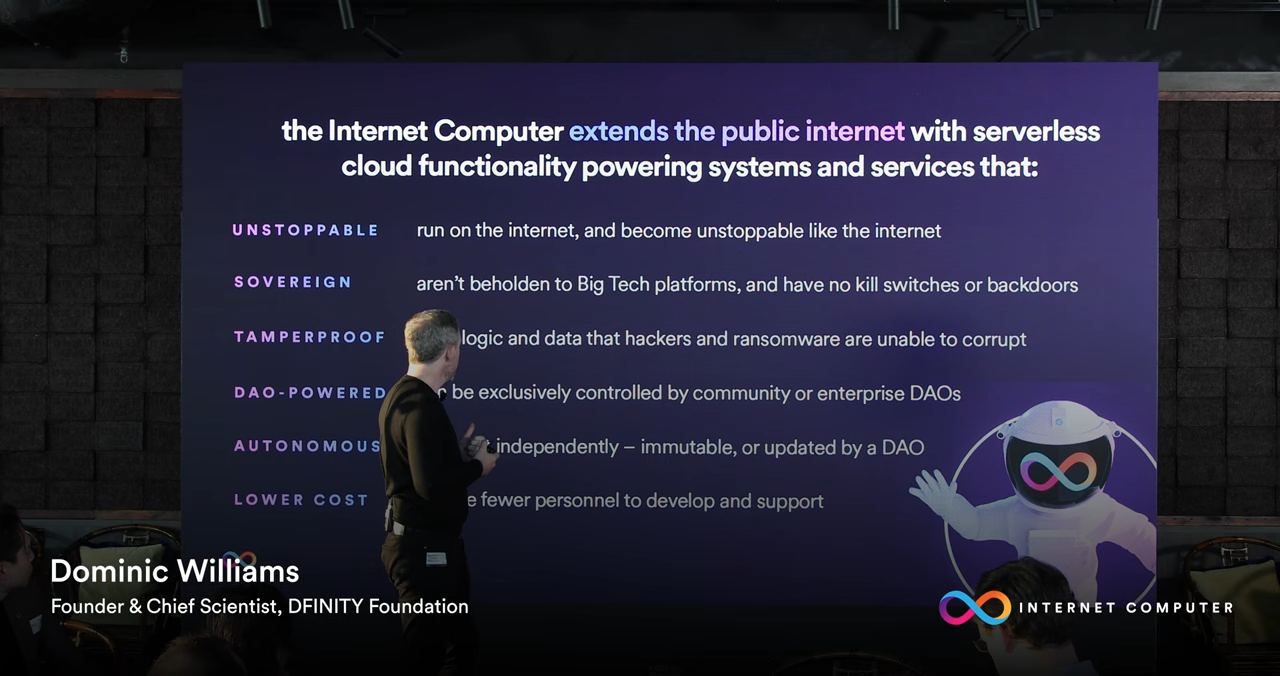 the Internet Computer extends the public internet with serverless
cloud functionality powering systems and services that:
UNSTOPPABLE run on the internet, and become unstoppable like the internet
SOVEREIGN aren't beholden to Big Tech platforms, and have no kill switches or backdoors
TAMPERPROOF logic and data that hackers and ransomware are unable to corrupt
DAO-POWERED be exclusively controlled by community or enterprise DAOs
AUTONOMOUS independently – immutable, or updated by a DAO
LOWER COST fewer personnel to develop and support
Dominic Williams
Founder & Chief Scientist, DFINITY Foundation
INTERNET COMPUTER